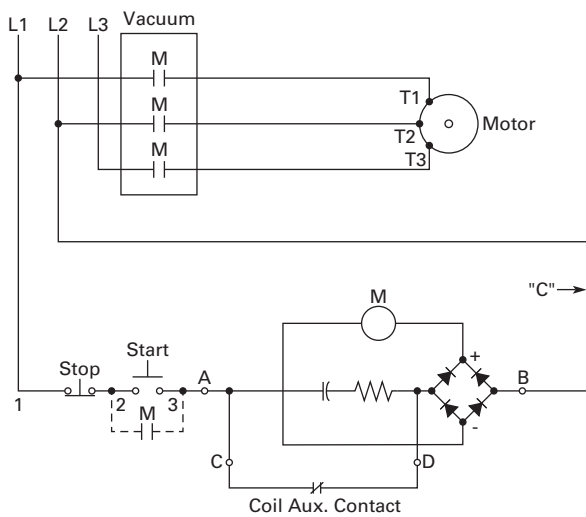 Vacuum
L1 L2 L3
M
T1
M
T2 Motor
M
T3
"C"
M
Stop Start A + B
1 2 3
M
-
C D
Coil Aux. Contact